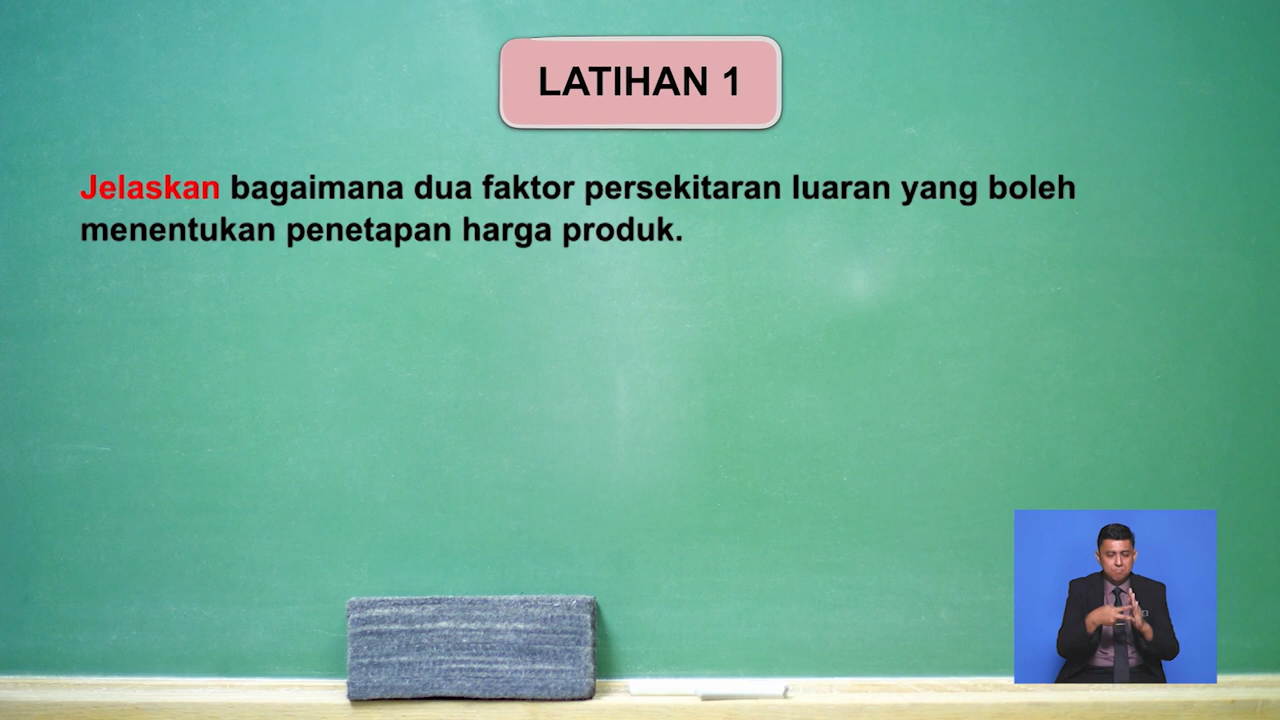 LATIHAN 1
Jelaskan bagaimana dua faktor persekitaran luaran yang boleh
menentukan penetapan harga produk.